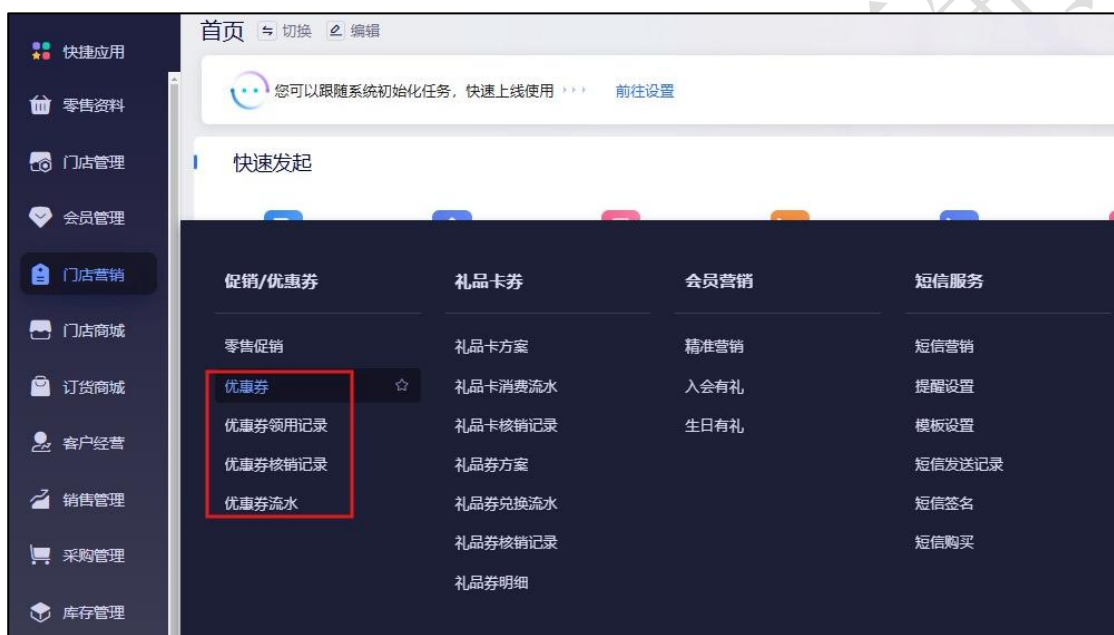 首页 切换 编辑
快捷应用
您可以跟随系统初始化任务，快速上线使用 前往设置
零售资料
门店管理
快速发起
会员管理
门店营销
促销/优惠券 礼品卡券 会员营销 短信服务
门店商城
零售促销 礼品卡方案 精准营销 短信营销
订货商城
优惠券 礼品卡消费流水 入会有礼 提醒设置
优惠券领用记录 礼品卡核销记录 生日有礼 模板设置
客户经营
优惠券核销记录 礼品券方案 短信发送记录
销售管理
优惠券流水 礼品券兑换流水 短信签名
礼品券核销记录 短信购买
采购管理
礼品券明细
库存管理